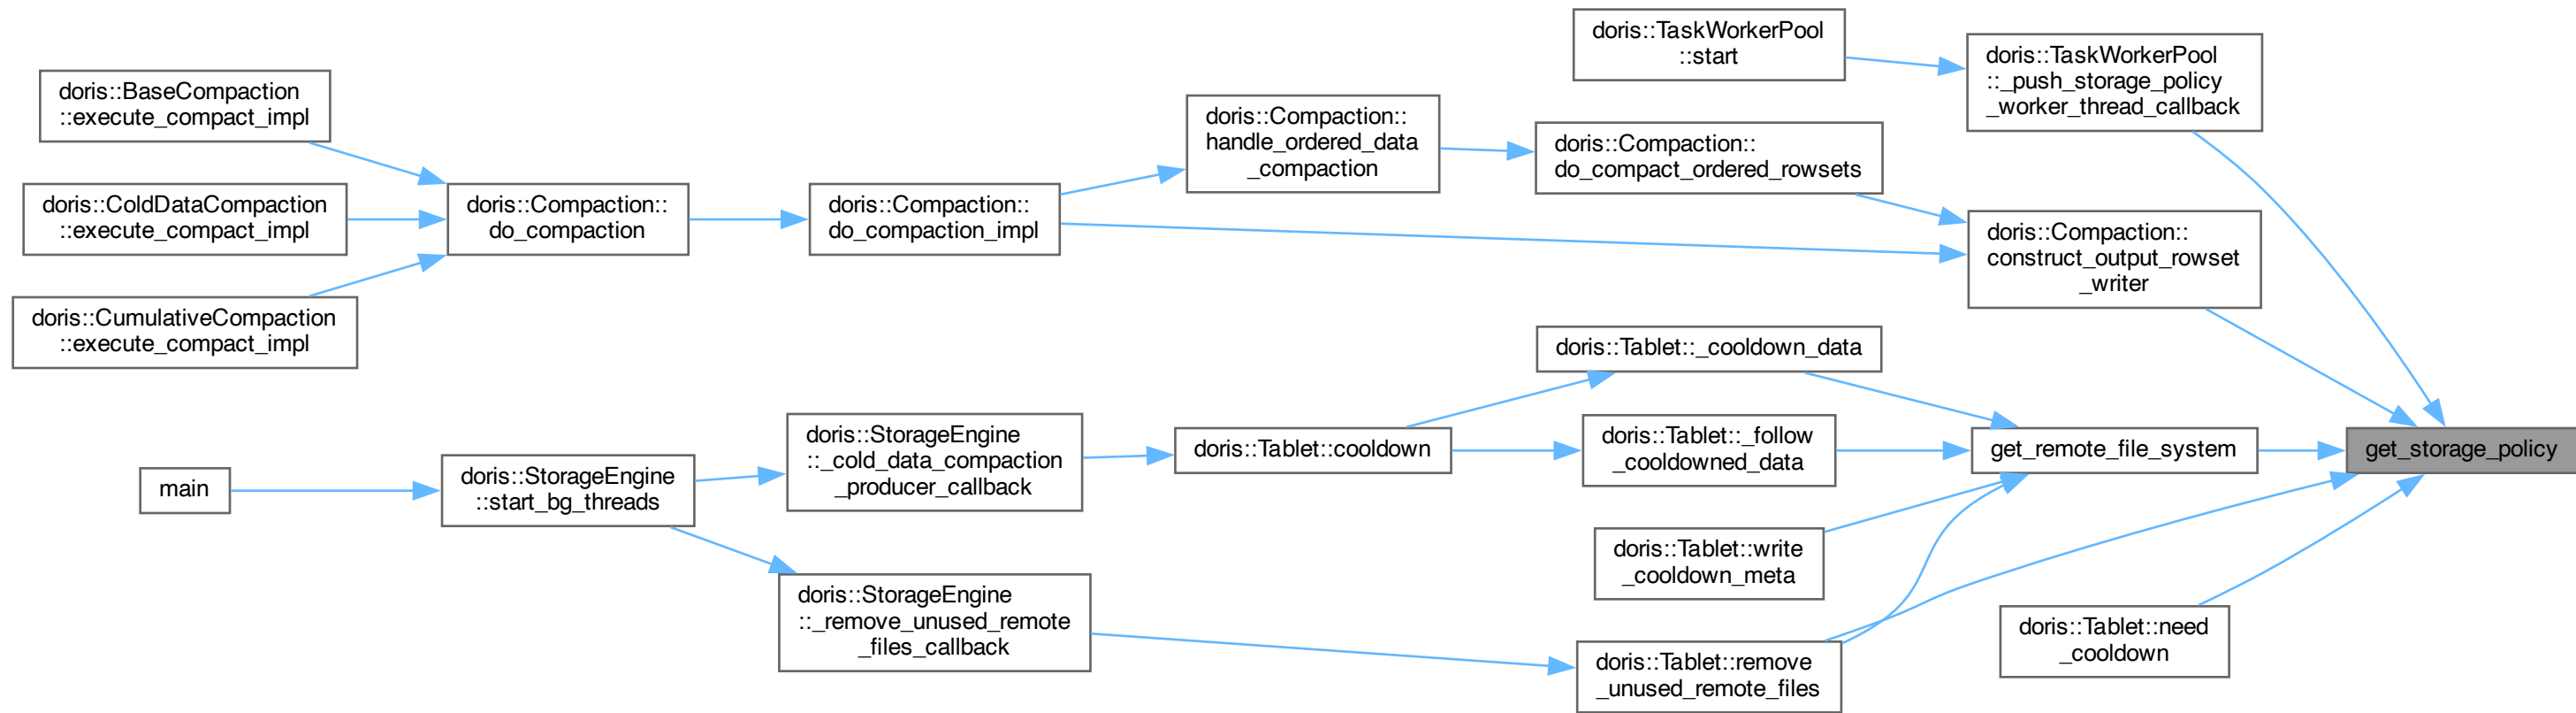 doris::BaseCompaction
::execute_compact_impl
doris::ColdDataCompaction
::execute_compact_impl
doris::CumulativeCompaction
::execute_compact_impl
doris::Compaction::
do_compaction
doris::Compaction::
do_compaction_impl
doris::Compaction::
handle_ordered_data
_compaction
doris::Compaction::
do_compact_ordered_rowsets
doris::TaskWorkerPool
::start
doris::TaskWorkerPool
::_push_storage_policy
_worker_thread_callback
doris::Compaction::
construct_output_rowset
_writer
main
doris::StorageEngine
::start_bg_threads
doris::StorageEngine
::_cold_data_compaction
_producer_callback
doris::StorageEngine
::_remove_unused_remote
_files_callback
doris::Tablet::cooldown
doris::Tablet::_cooldown_data
doris::Tablet::_follow
_cooldowned_data
doris::Tablet::write
_cooldown_meta
doris::Tablet::remove
_unused_remote_files
get_remote_file_system
doris::Tablet::need
_cooldown
get_storage_policy